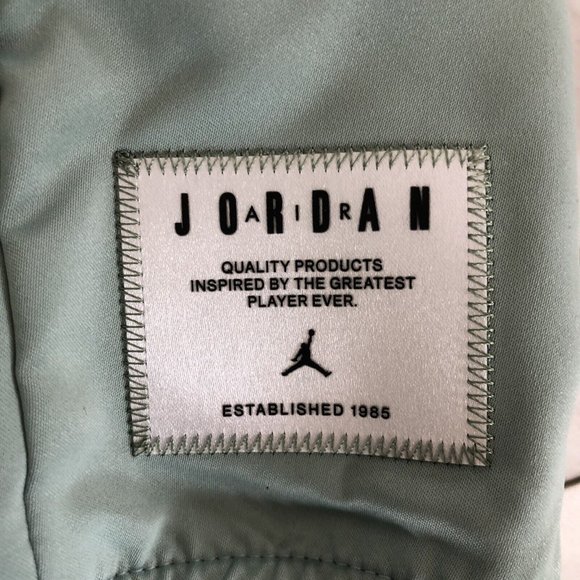 JORDAN
AIR
QUALITY PRODUCTS
INSPIRED BY THE GREATEST
PLAYER EVER.
ESTABLISHED 1985